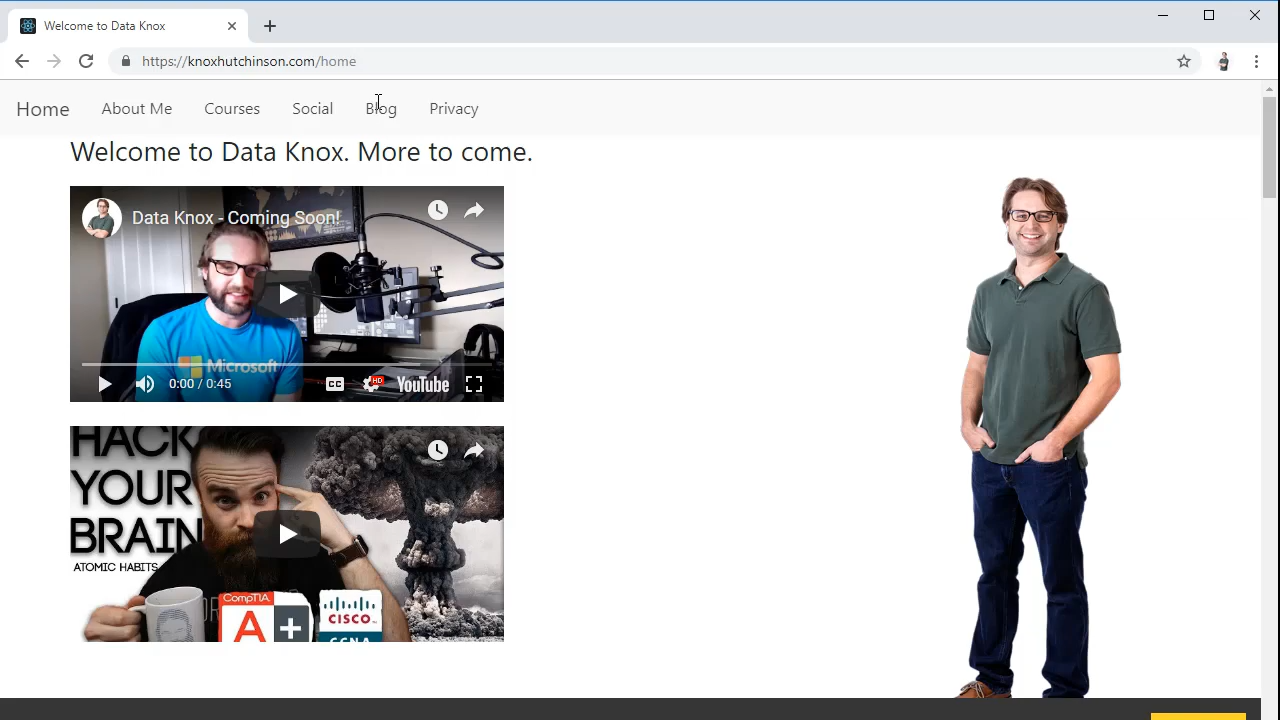 Welcome to Data Knox
https://knoxhutchinson.com/home
Home About Me Courses Social Blog Privacy
Welcome to Data Knox. More to come.
Data Knox - Coming Soon!
Microsoft
0:00 / 0:45 CC HD YouTube
HACK
YOUR
BRAIN
ATOMIC HABITS
CompTIA
A+
CISCO
CCNA